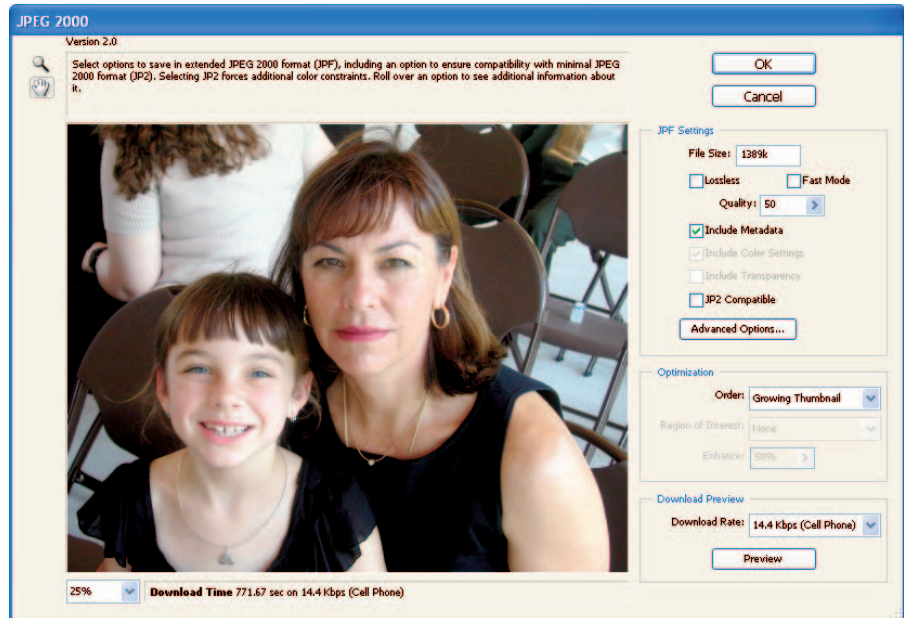 JPEG 2000
Version 2.0
Select options to save in extended JPEG 2000 format (JPF), including an option to ensure compatibility with minimal JPEG
2000 format (JP2). Selecting JP2 forces additional color constraints. Roll over an option to see additional information about
it.
OK
Cancel
JPF Settings
File Size: 1389k
Lossless
Fast Mode
Quality: 50
Include Metadata
Include Color Settings
Include Transparency
JP2 Compatible
Advanced Options...
Optimization
Order: Growing Thumbnail
Region of Interest: None
Enhance: 50%
Download Preview
Download Rate: 14.4 Kbps (Cell Phone)
Preview
25%
Download Time 771.67 sec on 14.4 Kbps (Cell Phone)